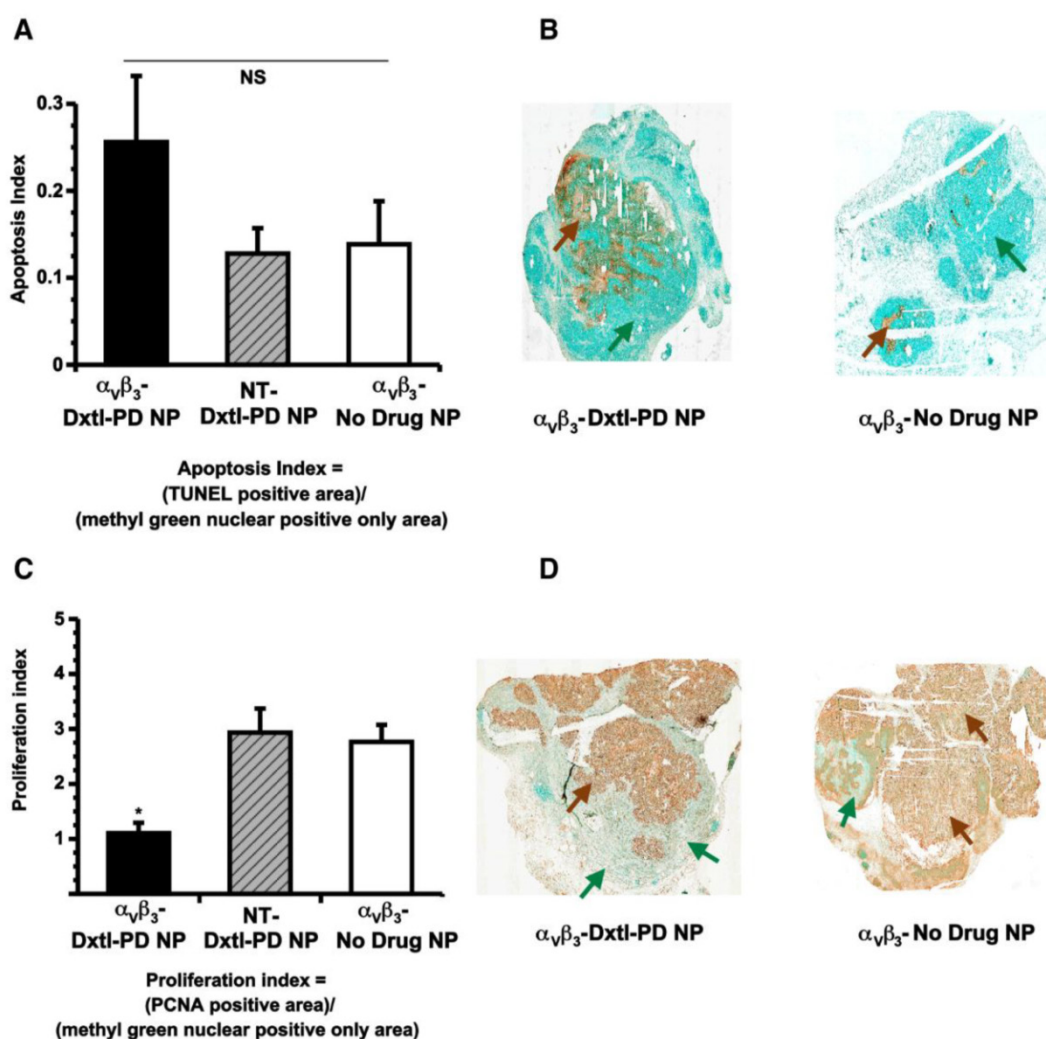 A
B
NS
0.3
0.2
0.1
0
Apoptosis Index
αvβ3-
Dxtl-PD NP
NT-
Dxtl-PD NP
αvβ3-
No Drug NP
Apoptosis Index =
(TUNEL positive area)/
(methyl green nuclear positive only area)
αvβ3-Dxtl-PD NP
αvβ3-No Drug NP
C
D
5
4
3
2
1
Proliferation index
*
αvβ3-
Dxtl-PD NP
NT-
Dxtl-PD NP
αvβ3-
No Drug NP
Proliferation index =
(PCNA positive area)/
(methyl green nuclear positive only area)
αvβ3-Dxtl-PD NP
αvβ3-No Drug NP